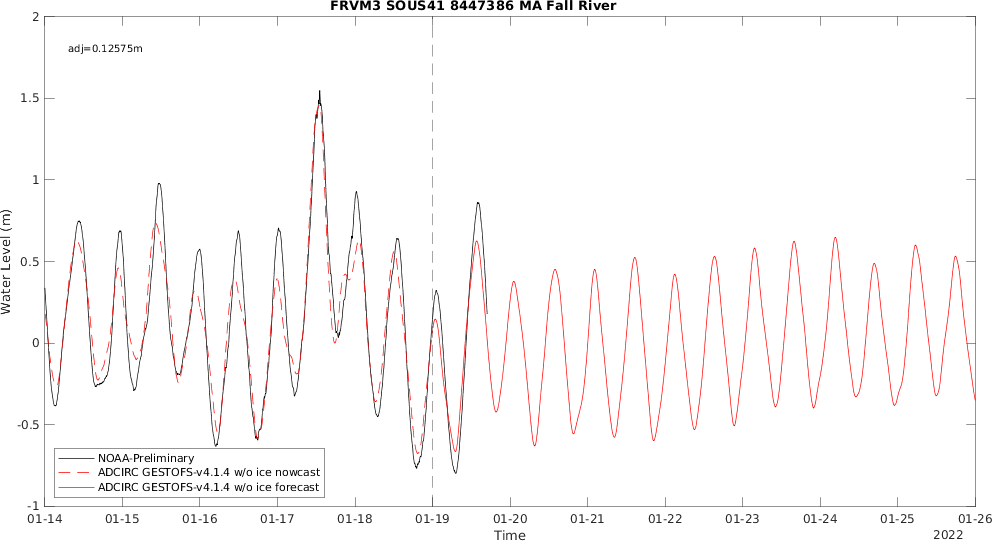 FRVM3 SOUS41 8447386 MA Fall River
adj=0.12575m
2
1.5
1
0.5
0
-0.5
-1
Water Level (m)
NOAA-Preliminary
ADCIRC GESTOFS-v4.1.4 w/o ice nowcast
ADCIRC GESTOFS-v4.1.4 w/o ice forecast
01-14 01-15 01-16 01-17 01-18 01-19 01-20 01-21 01-22 01-23 01-24 01-25 01-26
Time
2022